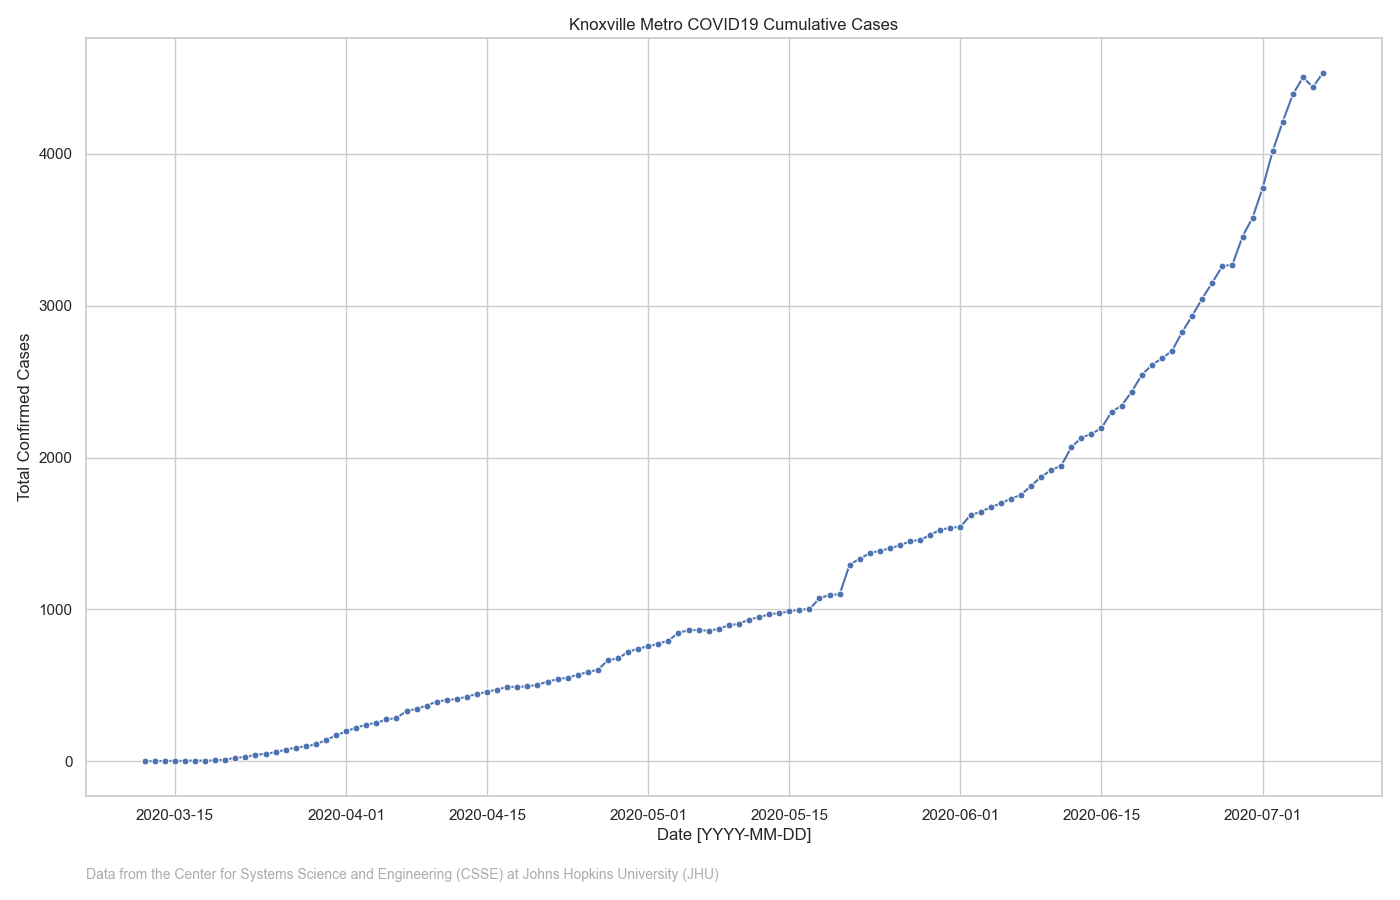 Knoxville Metro COVID19 Cumulative Cases
Total Confirmed Cases
4000
3000
2000
1000
0
2020-03-15 2020-04-01 2020-04-15 2020-05-01 2020-05-15 2020-06-01 2020-06-15 2020-07-01
Date [YYYY-MM-DD]
Data from the Center for Systems Science and Engineering (CSSE) at Johns Hopkins University (JHU)